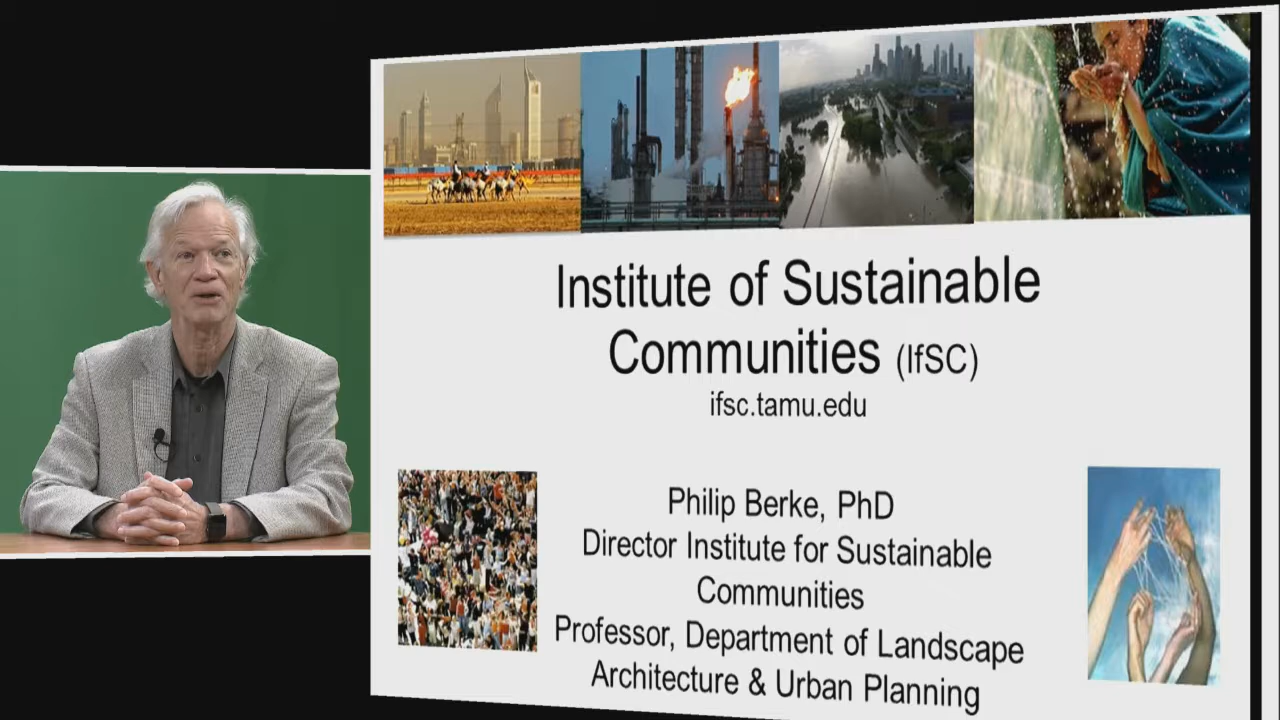 Institute of Sustainable
Communities (IfSC)
ifsc.tamu.edu
Philip Berke, PhD
Director Institute for Sustainable
Communities
Professor, Department of Landscape
Architecture & Urban Planning